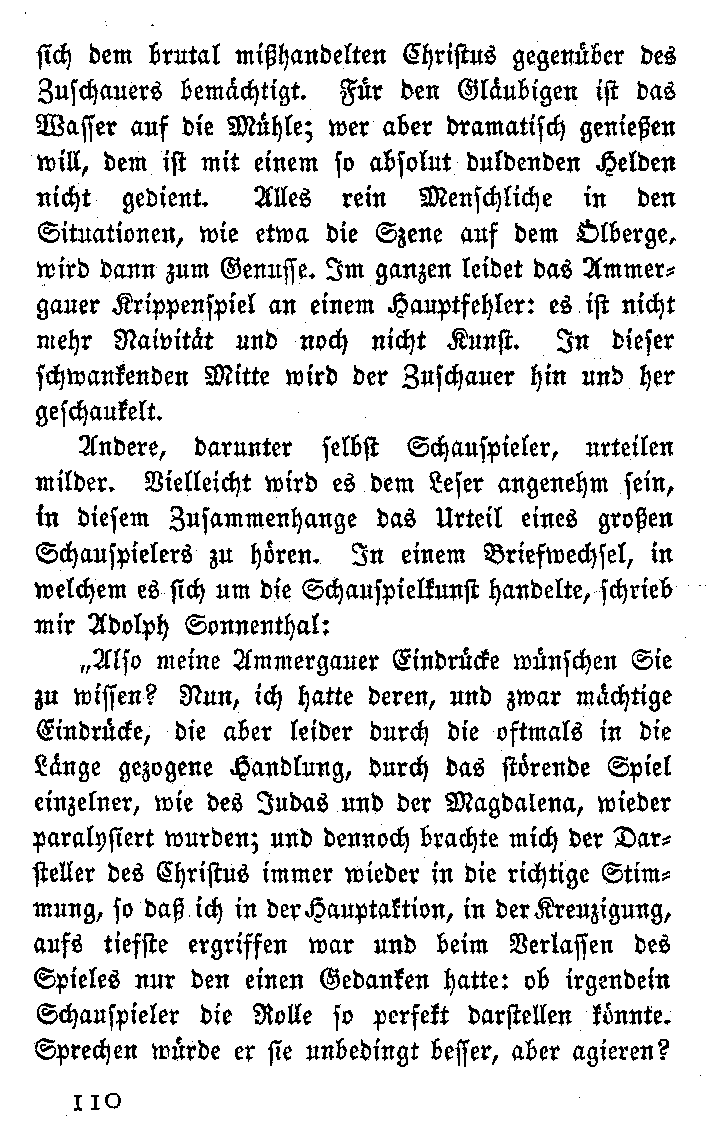 sich dem brutal mißhandelten Christus gegenüber des
Zuschauers bemächtigt. Für den Gläubigen ist das
Wasser auf die Mühle; wer aber dramatisch genießen
will, dem ist mit einem so absolut duldenden Helden
nicht gedient. Alles rein Menschliche in den
Situationen, wie etwa die Szene auf dem Ölberge,
wird dann zum Genusse. Im ganzen leidet das Ammer-
gauer Krippenspiel an einem Hauptfehler: es ist nicht
mehr Naivität und noch nicht Kunst. In dieser
schwankenden Mitte wird der Zuschauer hin und her
geschaukelt.
Andere, darunter selbst Schauspieler, urteilen
milder. Vielleicht wird es dem Leser angenehm sein,
in diesem Zusammenhange das Urteil eines großen
Schauspielers zu hören. In einem Briefwechsel, in
welchem es sich um die Schauspielkunst handelte, schrieb
mir Adolph Sonnenthal:
„Also meine Ammergauer Eindrücke wünschen Sie
zu wissen? Nun, ich hatte deren, und zwar mächtige
Eindrücke, die aber leider durch die oftmals in die
Länge gezogene Handlung, durch das störende Spiel
einzelner, wie des Judas und der Magdalena, wieder
paralysiert wurden; und dennoch brachte mich der Dar-
steller des Christus immer wieder in die richtige Stim-
mung, so daß ich in der Hauptaktion, in der Kreuzigung,
aufs tiefste ergriffen war und beim Verlassen des
Spieles nur den einen Gedanken hatte: ob irgendein
Schauspieler die Rolle so perfekt darstellen könnte.
Sprechen würde er sie unbedingt besser, aber agieren?
110